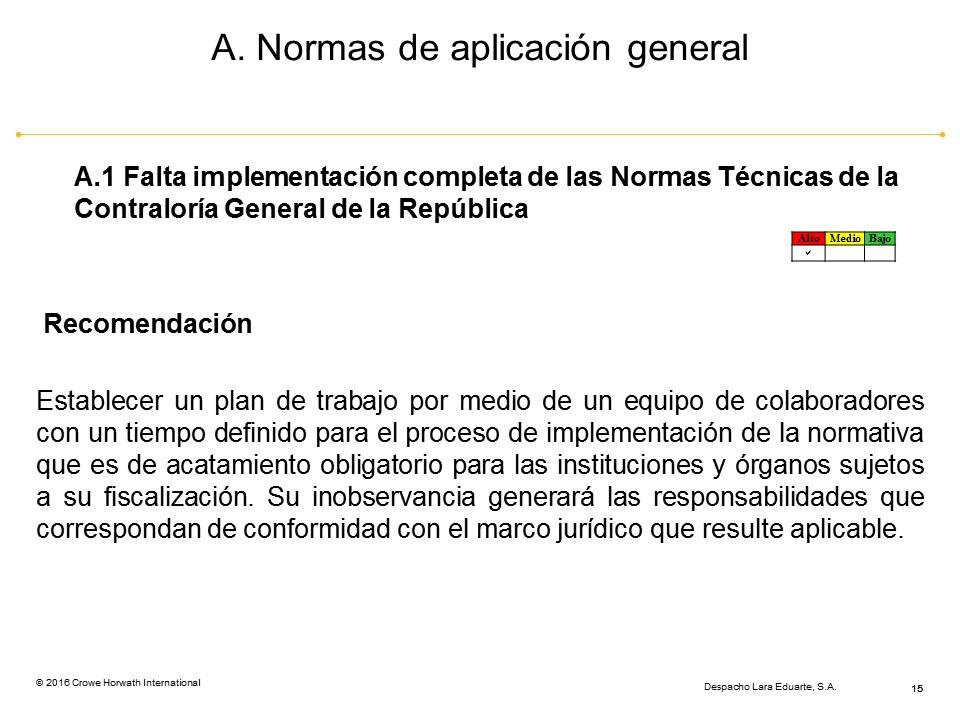 A. Normas de aplicación general
A.1 Falta implementación completa de las Normas Técnicas de la
Contraloría General de la República
Alto Medio Bajo
✓
Recomendación
Establecer un plan de trabajo por medio de un equipo de colaboradores
con un tiempo definido para el proceso de implementación de la normativa
que es de acatamiento obligatorio para las instituciones y órganos sujetos
a su fiscalización. Su inobservancia generará las responsabilidades que
correspondan de conformidad con el marco jurídico que resulte aplicable.
© 2016 Crowe Horwath International
Despacho Lara Eduarte, S.A.
15